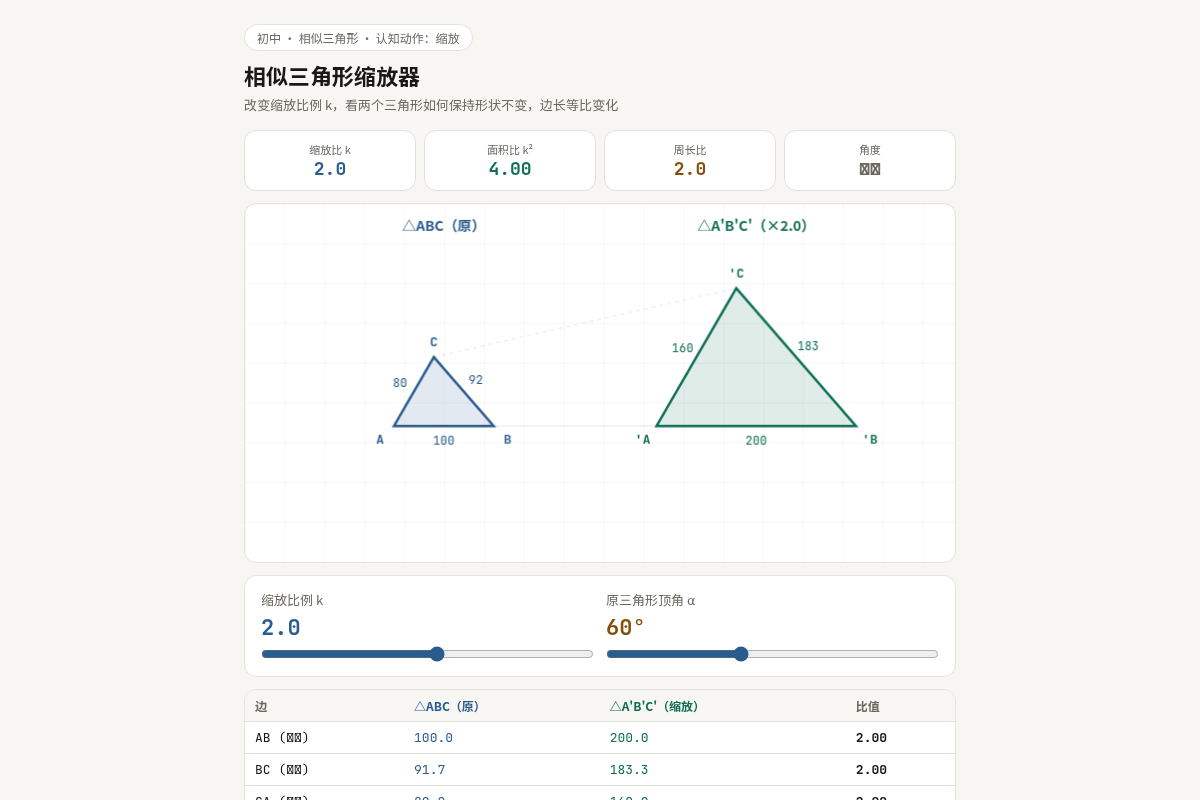 初中 · 相似三角形 · 认知动作：缩放
相似三角形缩放器
改变缩放比例 k，看两个三角形如何保持形状不变，边长等比变化
缩放比 k
2.0
面积比 k²
4.00
周长比
2.0
角度
△ABC（原）
△A'B'C'（×2.0）
'C
C
160
183
80
92
A
100
B
'A
200
'B
缩放比例 k
2.0
原三角形顶角 α
60°
边 △ABC（原） △A'B'C'（缩放） 比值
AB () 100.0 200.0 2.00
BC () 91.7 183.3 2.00